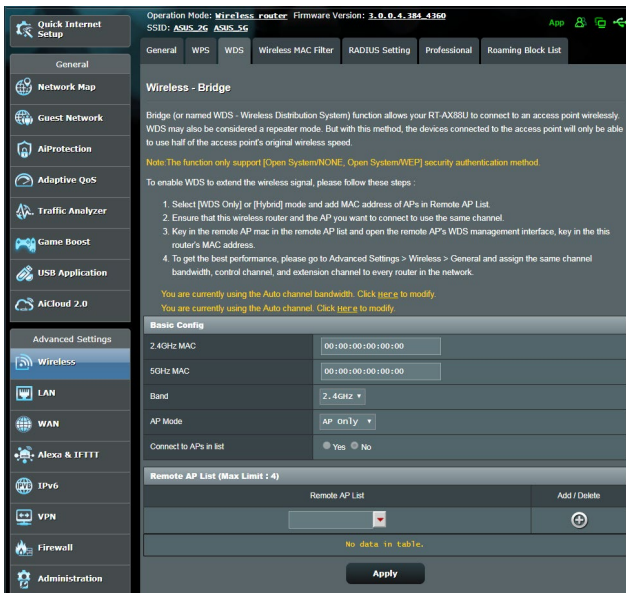 Quick Internet
Setup
General
Network Map
Guest Network
AiProtection
Adaptive QoS
Traffic Analyzer
Game Boost
USB Application
AiCloud 2.0
Advanced Settings
Wireless
LAN
WAN
Alexa & IFTTT
IPv6
VPN
Firewall
Administration
Operation Mode: Wireless router Firmware Version: 3.0.0.4.384_4360
SSID: ASUS_2G ASUS_5G
App
General WPS WDS Wireless MAC Filter RADIUS Setting Professional Roaming Block List
Wireless - Bridge
Bridge (or named WDS - Wireless Distribution System) function allows your RT-AX88U to connect to an access point wirelessly.
WDS may also be considered a repeater mode. But with this method, the devices connected to the access point will only be able
to use half of the access point's original wireless speed.
Note:The function only support [Open System/NONE, Open System/WEP] security authentication method.
To enable WDS to extend the wireless signal, please follow these steps :
1. Select [WDS Only] or [Hybrid] mode and add MAC address of APs in Remote AP List.
2. Ensure that this wireless router and the AP you want to connect to use the same channel.
3. Key in the remote AP mac in the remote AP list and open the remote AP's WDS management interface, key in the this
router's MAC address.
4. To get the best performance, please go to Advanced Settings > Wireless > General and assign the same channel
bandwidth, control channel, and extension channel to every router in the network.
You are currently using the Auto channel bandwidth. Click Here to modify.
You are currently using the Auto channel. Click Here to modify.
Basic Config
2.4GHz MAC 00:00:00:00:00:00
5GHz MAC 00:00:00:00:00:00
Band 2.4GHz
AP Mode AP Only
Connect to APs in list Yes No
Remote AP List (Max Limit : 4)
Remote AP List Add / Delete
No data in table.
Apply